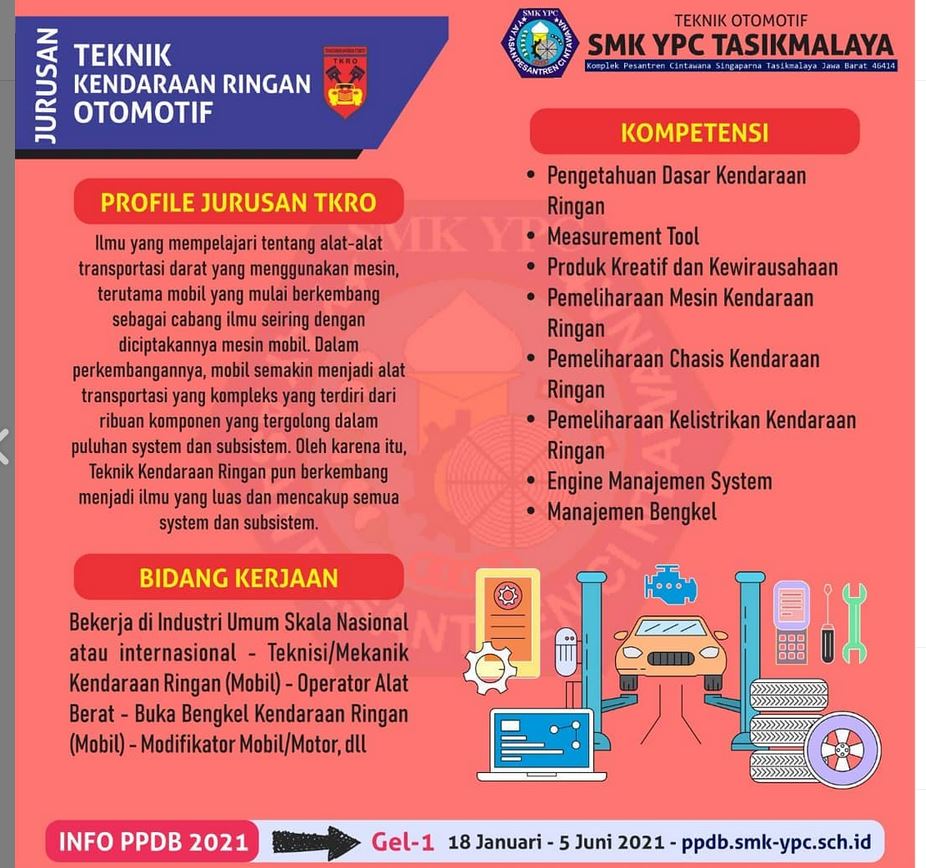 JURUSAN
TEKNIK
KENDARAAN RINGAN
OTOMOTIF
TKRO
TEKNIK OTOMOTIF
SMK YPC TASIKMALAYA
Komplek Pesantren Cintawana Singaparna Tasikmalaya Jawa Barat 46414
SMK YPC
YAYASAN PESANTREN CINTAWANA
PROFILE JURUSAN TKRO
Ilmu yang mempelajari tentang alat-alat
transportasi darat yang menggunakan mesin,
terutama mobil yang mulai berkembang
sebagai cabang ilmu seiring dengan
diciptakannya mesin mobil. Dalam
perkembangannya, mobil semakin menjadi alat
transportasi yang kompleks yang terdiri dari
ribuan komponen yang tergolong dalam
puluhan system dan subsistem. Oleh karena itu,
Teknik Kendaraan Ringan pun berkembang
menjadi ilmu yang luas dan mencakup semua
system dan subsistem.
BIDANG KERJAAN
Bekerja di Industri Umum Skala Nasional
atau internasional - Teknisi/Mekanik
Kendaraan Ringan (Mobil) - Operator Alat
Berat - Buka Bengkel Kendaraan Ringan
(Mobil) - Modifikator Mobil/Motor, dll
KOMPETENSI
• Pengetahuan Dasar Kendaraan
Ringan
• Measurement Tool
• Produk Kreatif dan Kewirausahaan
• Pemeliharaan Mesin Kendaraan
Ringan
• Pemeliharaan Chasis Kendaraan
Ringan
• Pemeliharaan Kelistrikan Kendaraan
Ringan
• Engine Manajemen System
• Manajemen Bengkel
SMK YPC
INFO PPDB 2021
Gel-1 18 Januari - 5 Juni 2021 - ppdb.smk-ypc.sch.id